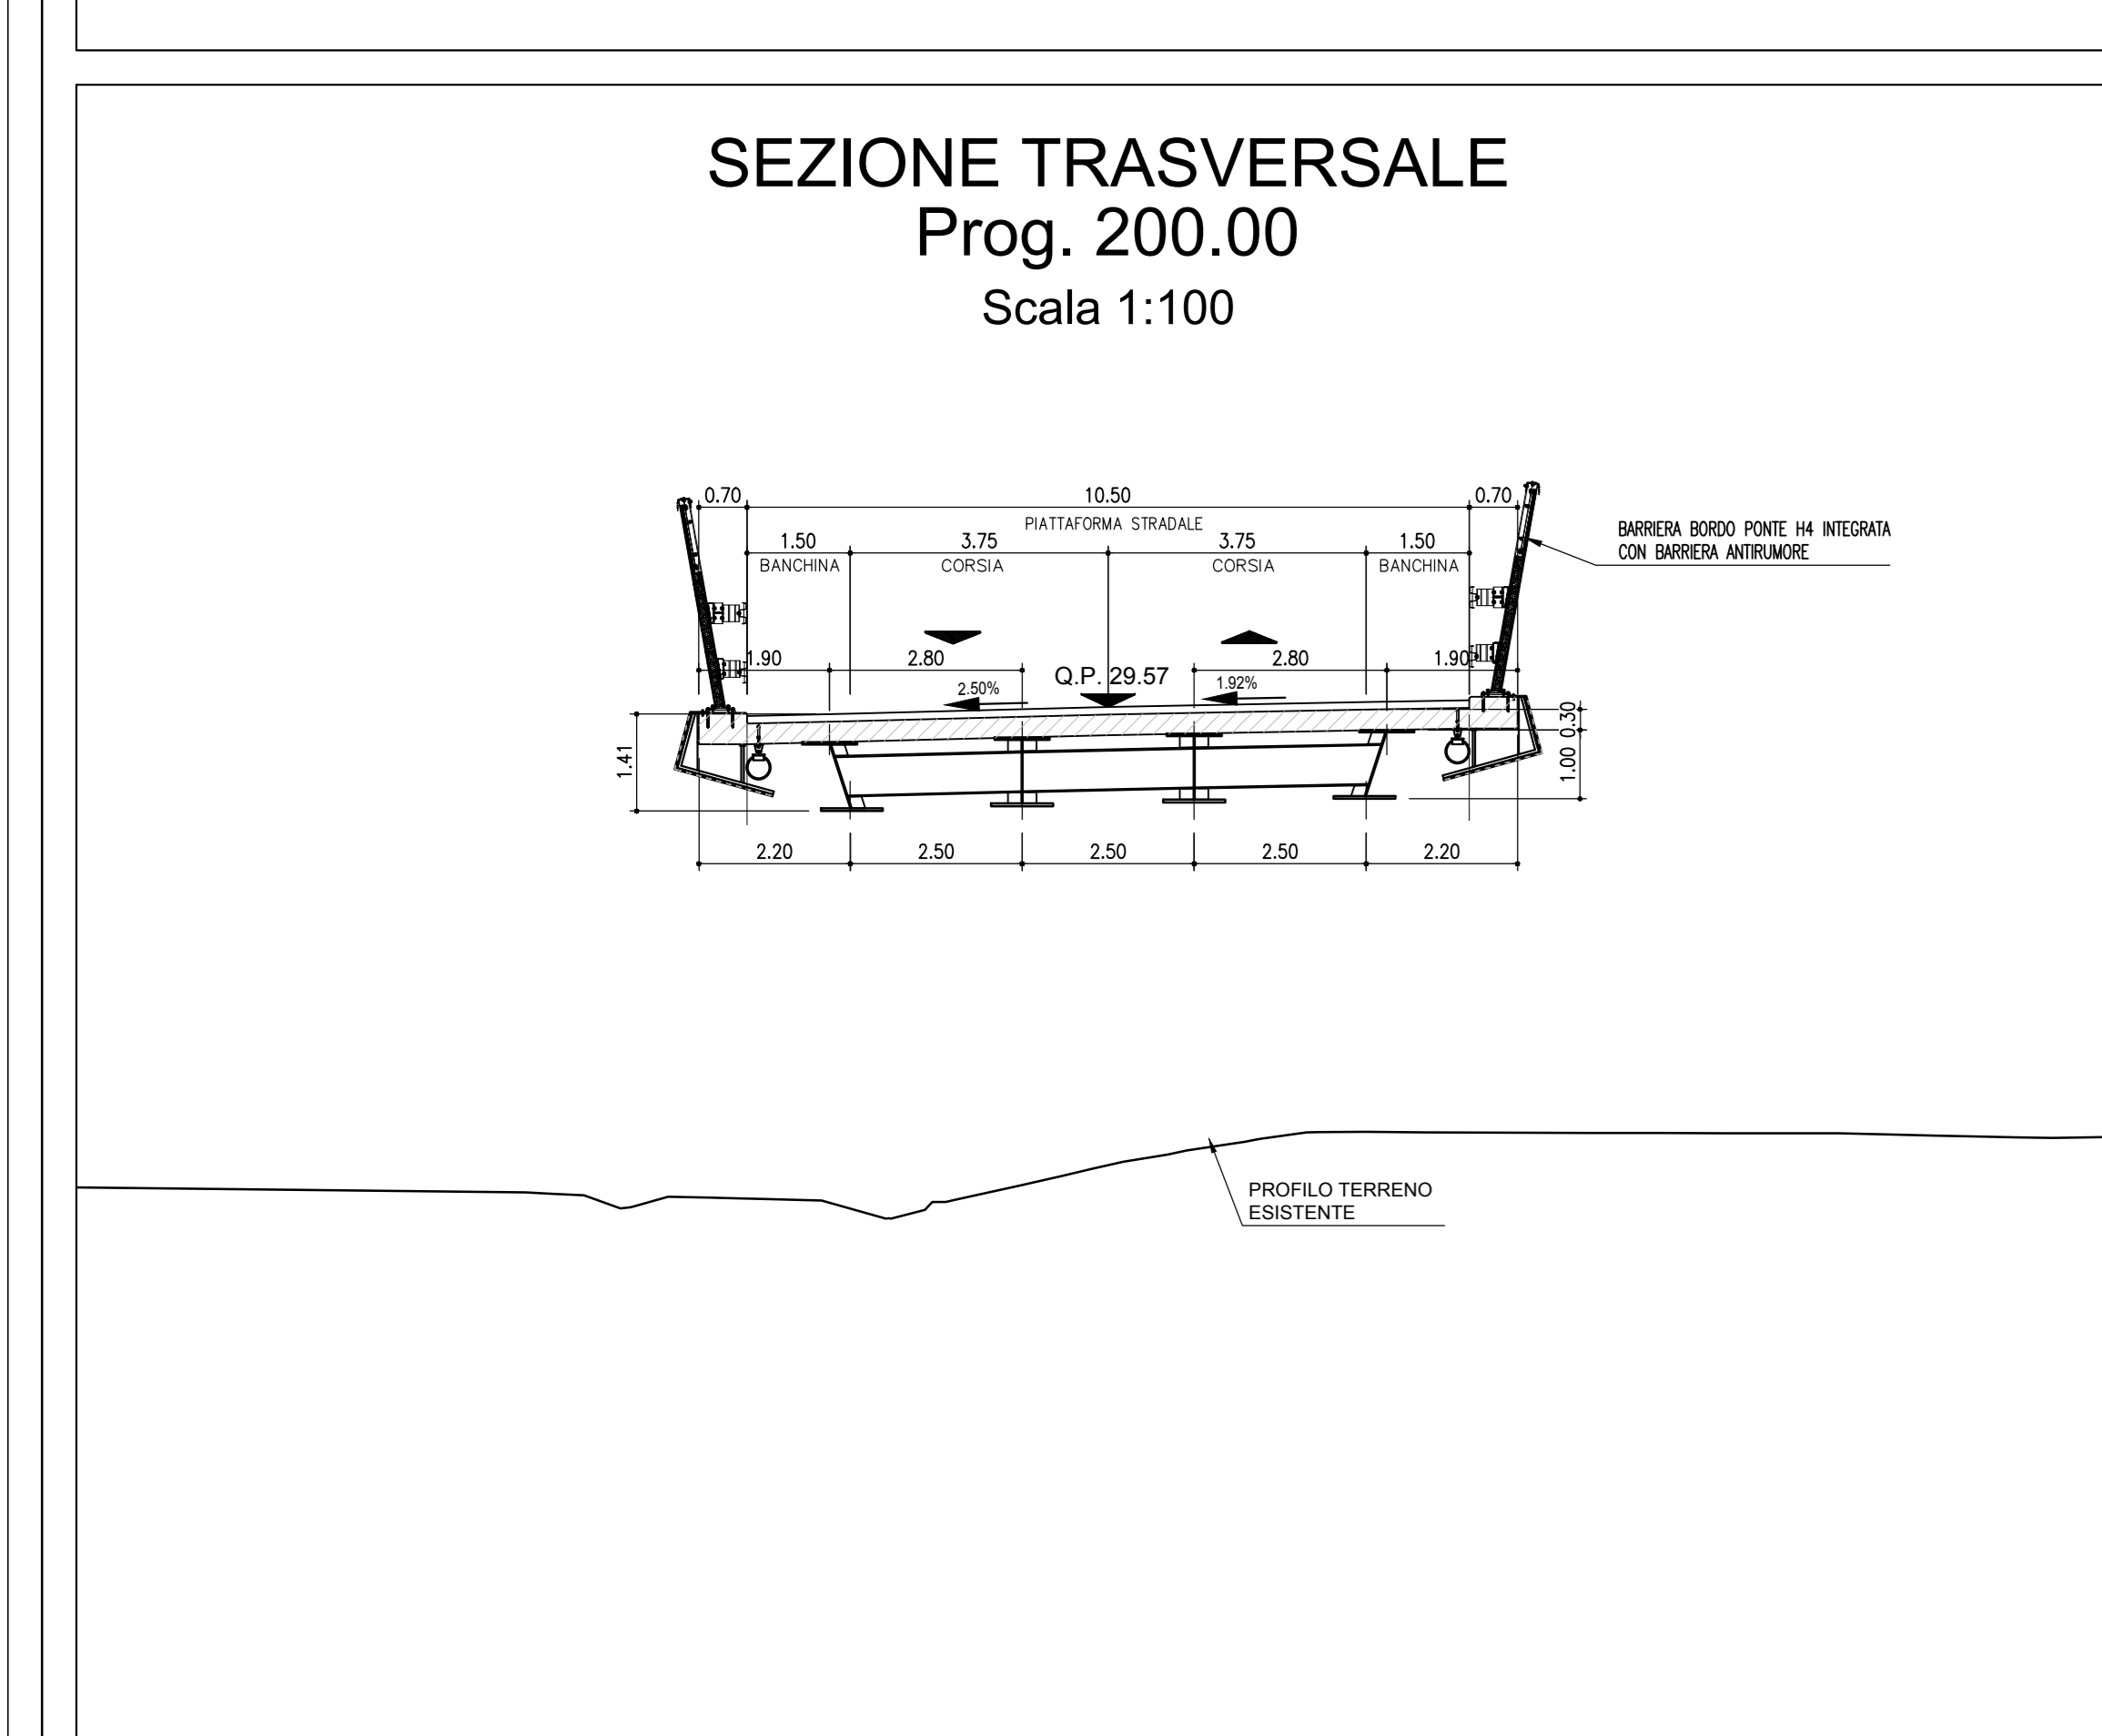 SEZIONE TRASVERSALE
Prog. 200.00
Scala 1:100
0.70 10.50 0.70
PIATTAFORMA STRADALE
BARRIERA BORDO PONTE H4 INTEGRATA
CON BARRIERA ANTIRUMORE
1.50 3.75 3.75 1.50
BANCHINA CORSIA CORSIA BANCHINA
1.90 2.80 2.80 1.90
Q.P. 29.57
2.50% 1.92%
1.41
0.30
1.00
2.20 2.50 2.50 2.50 2.20
PROFILO TERRENO
ESISTENTE